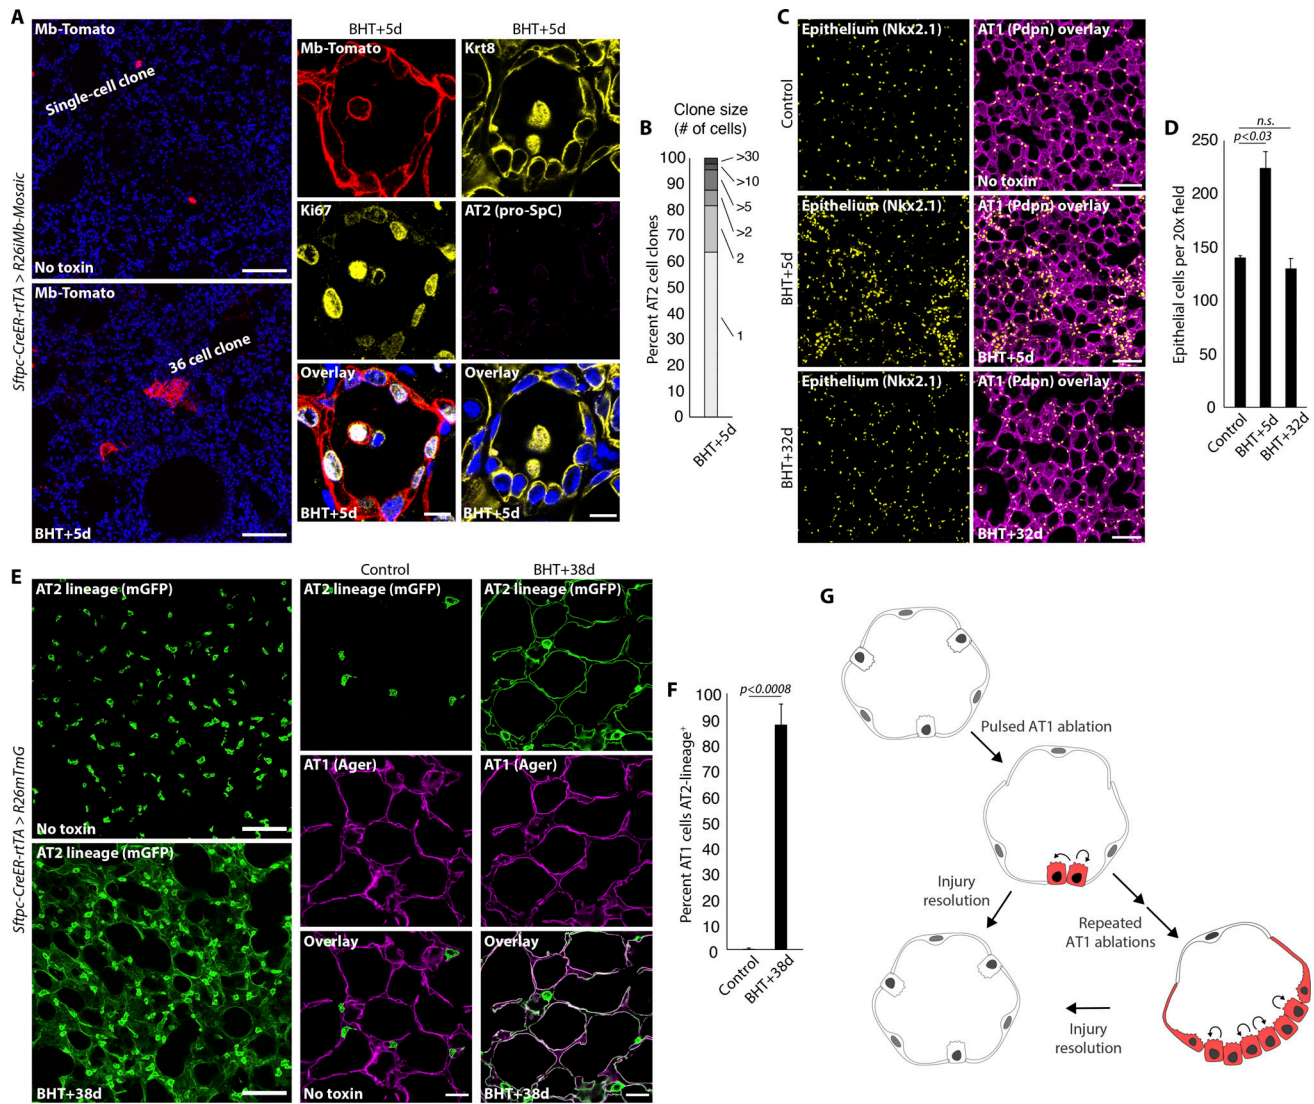 A
Sftpc-CreER-rtTA > R26iMb-Mosaic
Mb-Tomato
Single-cell clone
No toxin
Mb-Tomato
36 cell clone
BHT+5d
BHT+5d
BHT+5d
Mb-Tomato
Krt8
Ki67
AT2 (pro-SpC)
Overlay
BHT+5d
Overlay
BHT+5d
B
Clone size
(# of cells)
Percent AT2 cell clones
100
90
80
70
60
50
40
30
20
10
0
>30
>10
>5
>2
2
1
BHT+5d
C
Control
Epithelium (Nkx2.1)
AT1 (Pdpn) overlay
No toxin
BHT+5d
Epithelium (Nkx2.1)
AT1 (Pdpn) overlay
BHT+5d
BHT+32d
Epithelium (Nkx2.1)
AT1 (Pdpn) overlay
BHT+32d
D
Epithelial cells per 20x field
n.s.
p<0.03
250
200
150
100
50
0
Control
BHT+5d
BHT+32d
E
Sftpc-CreER-rtTA > R26mTmG
AT2 lineage (mGFP)
No toxin
AT2 lineage (mGFP)
BHT+38d
Control
BHT+38d
AT2 lineage (mGFP)
AT2 lineage (mGFP)
AT1 (Ager)
AT1 (Ager)
Overlay
No toxin
Overlay
BHT+38d
F
Percent AT1 cells AT2-lineage⁺
p<0.0008
100
90
80
70
60
50
40
30
20
10
0
Control
BHT+38d
G
Pulsed AT1 ablation
Injury
resolution
Repeated
AT1 ablations
Injury
resolution